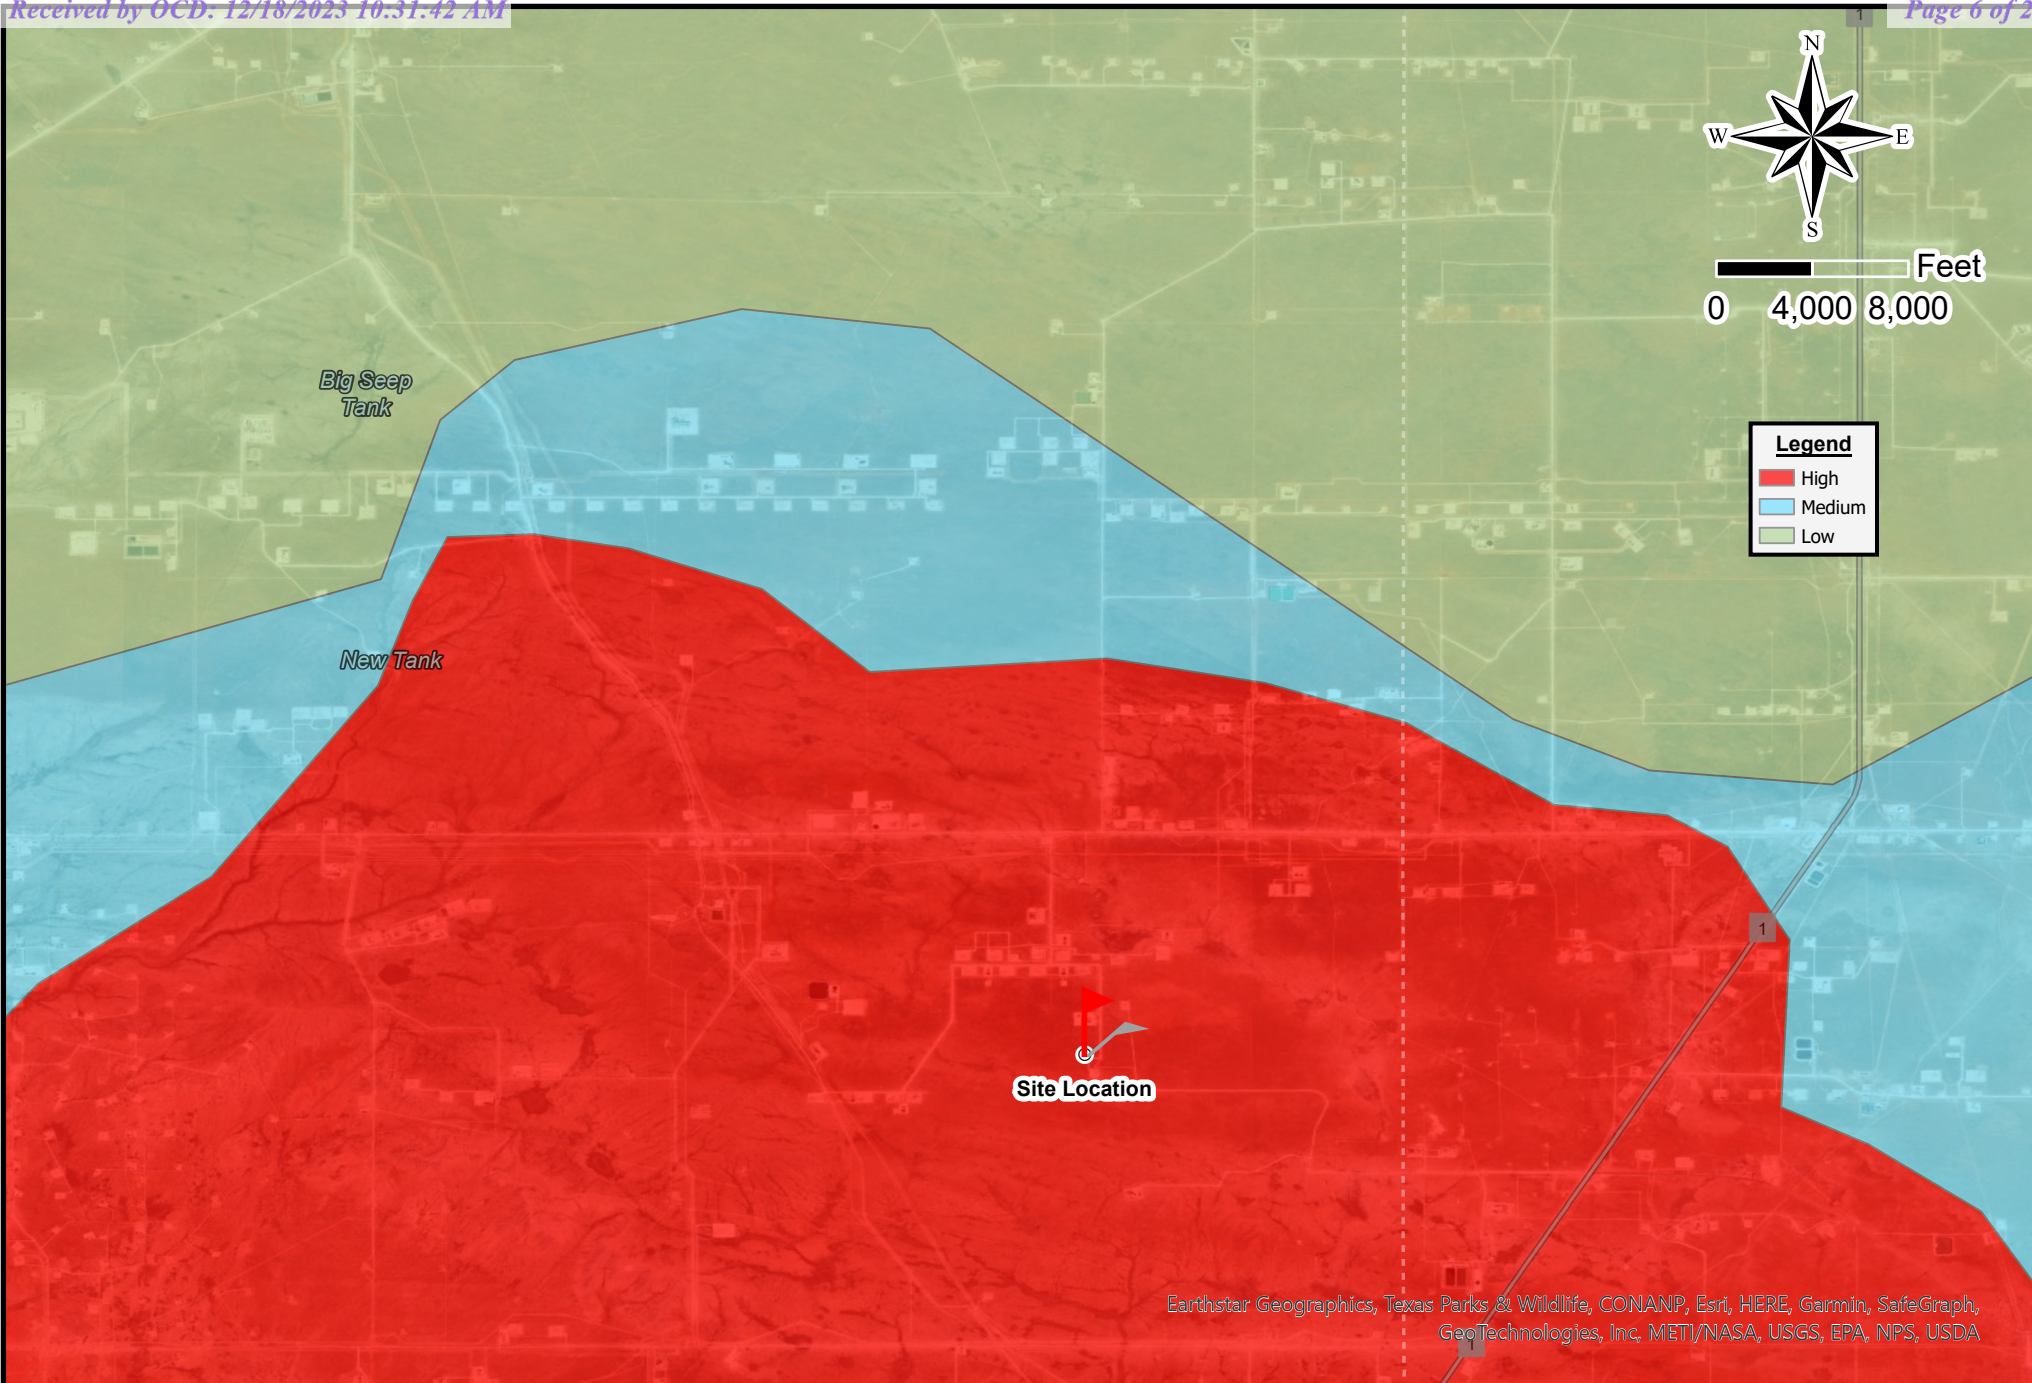 Received by OCD: 12/18/2023 10:31:42 AM
Page 6 of 2
1
N
W
E
S
Feet
0
4,000
8,000
Big Seep
Tank
Legend
High
Medium
Low
New Tank
1
Site Location
Earthstar Geographics, Texas Parks & Wildlife, CONANP, Esri, HERE, Garmin, SafeGraph,
GeoTechnologies, Inc, METI/NASA, USGS, EPA, NPS, USDA
1